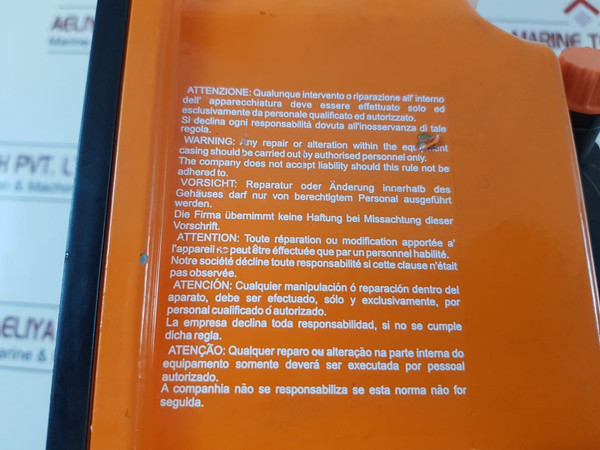 AELIYA
Marine &
MARINE T
H PVT. L
& Machin
AELIYA
Marine &
ATTENZIONE: Qualunque intervento o riparazione all' interno
dell' apparecchiatura deve essere effettuato solo ed
esclusivamente da personale qualificato ed autorizzato.
Si declina ogni responsabilità dovuta all'inosservanza di tale
regola.
WARNING: Any repair or alteration within the equipment
casing should be carried out by authorised personnel only.
The company does not accept liability should this rule not be
adhered to.
VORSICHT: Reparatur oder Änderung innerhalb des
Gehäuses darf nur von berechtigtem Personal ausgeführt
werden.
Die Firma übernimmt keine Haftung bei Missachtung dieser
Vorschrift.
ATTENTION: Toute réparation ou modification apportée a'
l'appareil ne peut être éffectuée que par un personnel habilité.
Notre société décline toute responsabilité si cette clause n'était
pas observée.
ATENCIÓN: Cualquier manipulación ó reparación dentro del
aparato, debe ser efectuado, sólo y exclusivamente, por
personal cualificado ó autorizado.
La empresa declina toda responsabilidad, si no se cumple
dicha regla.
ATENÇÃO: Qualquer reparo ou alteração na parte interna do
equipamento somente deverá ser executada por pessoal
autorizado.
A companhia não se responsabiliza se esta norma não for
seguida.